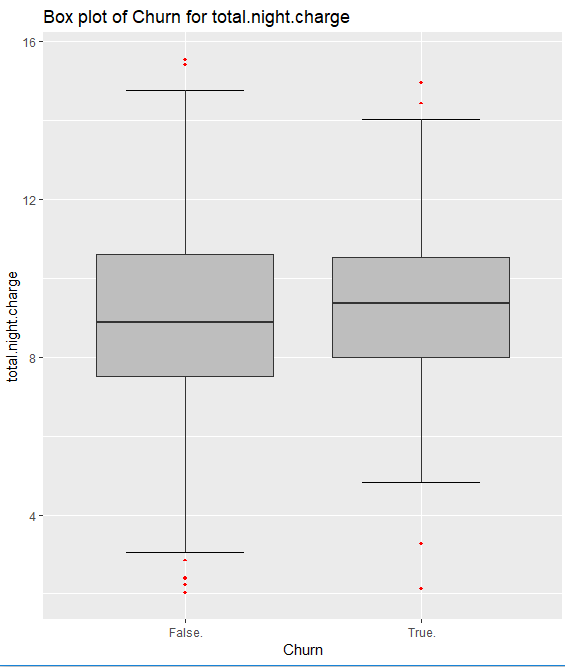 Box plot of Churn for total.night.charge
16
12
8
4
total.night.charge
False.
True.
Churn